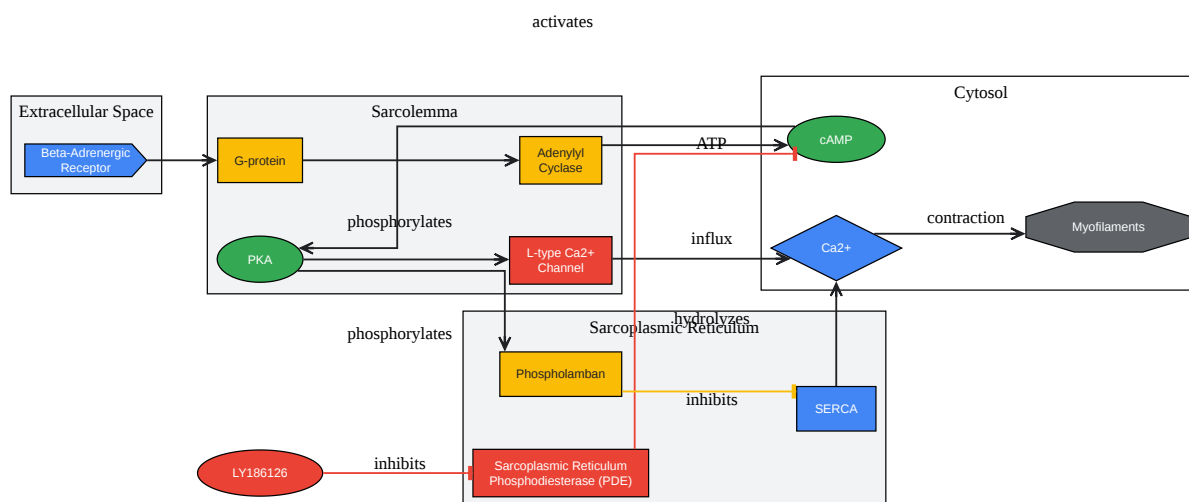 activates
Extracellular Space
Sarcolemma
Cytosol
Beta-Adrenergic
Receptor
G-protein
Adenylyl
Cyclase
ATP
cAMP
phosphorylates
PKA
L-type Ca2+
Channel
influx
Ca2+
contraction
Myofilaments
hydrolyzes
Sarcoplasmic Reticulum
phosphorylates
Phospholamban
inhibits
SERCA
LY186126
inhibits
Sarcoplasmic Reticulum
Phosphodiesterase (PDE)